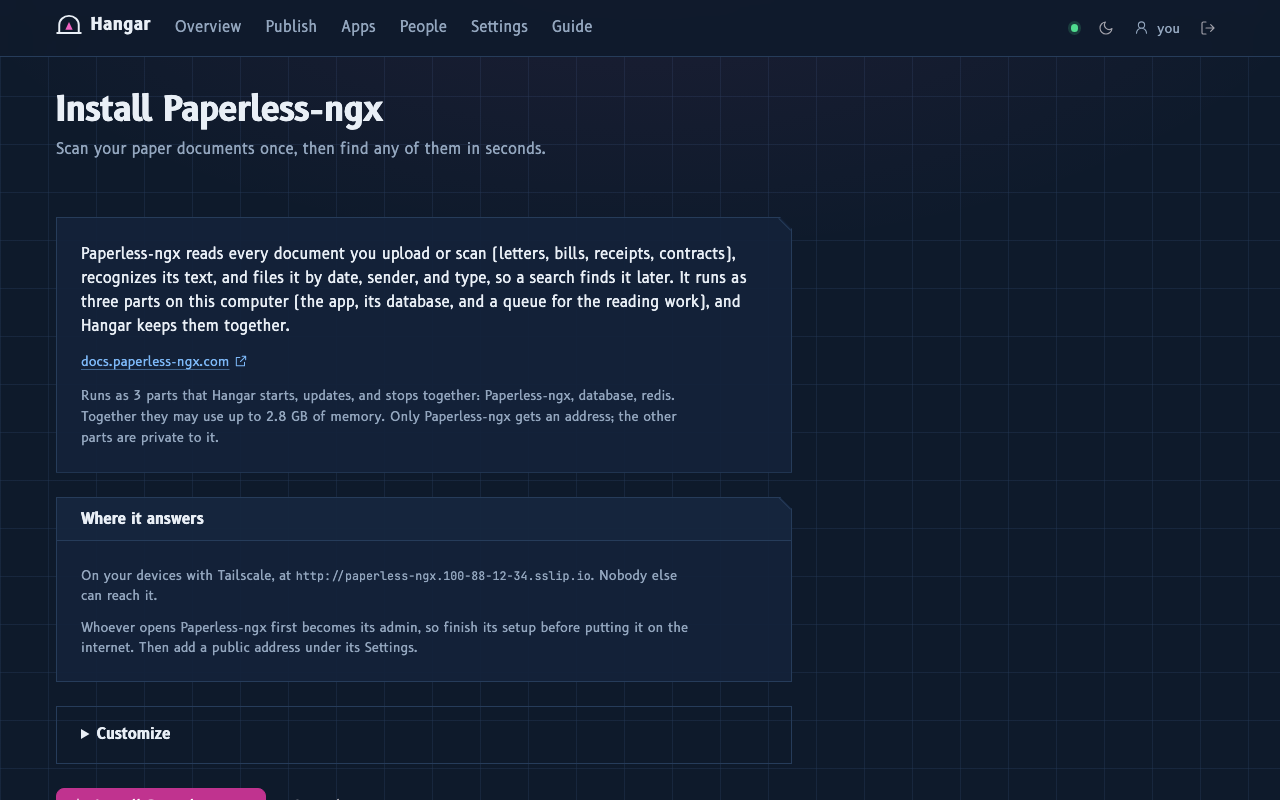 Hangar Overview Publish Apps People Settings Guide you
Install Paperless-ngx
Scan your paper documents once, then find any of them in seconds.
Paperless-ngx reads every document you upload or scan (letters, bills, receipts, contracts),
recognizes its text, and files it by date, sender, and type, so a search finds it later. It runs as
three parts on this computer (the app, its database, and a queue for the reading work), and
Hangar keeps them together.
docs.paperless-ngx.com
Runs as 3 parts that Hangar starts, updates, and stops together: Paperless-ngx, database, redis.
Together they may use up to 2.8 GB of memory. Only Paperless-ngx gets an address; the other
parts are private to it.
Where it answers
On your devices with Tailscale, at http://paperless-ngx.100-88-12-34.sslip.io. Nobody else
can reach it.
Whoever opens Paperless-ngx first becomes its admin, so finish its setup before putting it on the
internet. Then add a public address under its Settings.
Customize